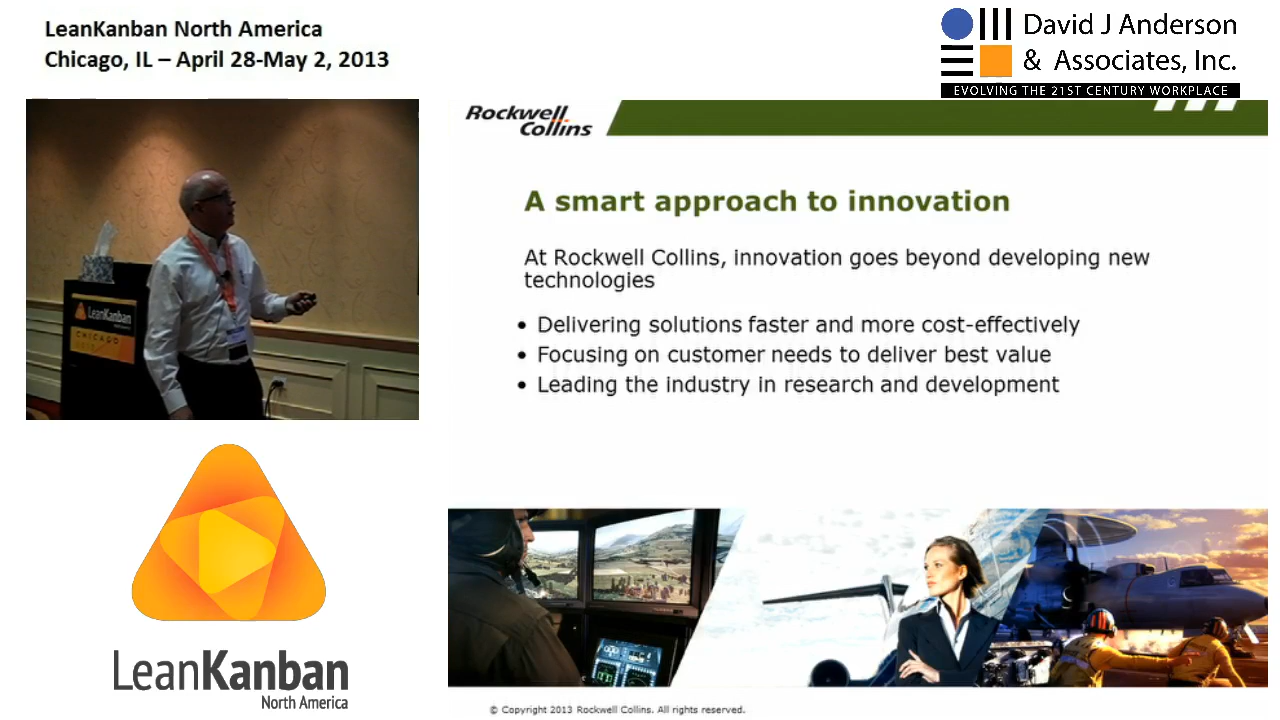 LeanKanban North America
Chicago, IL – April 28-May 2, 2013
David J Anderson
& Associates, Inc.
EVOLVING THE 21ST CENTURY WORKPLACE
Rockwell
Collins
A smart approach to innovation
At Rockwell Collins, innovation goes beyond developing new
technologies
• Delivering solutions faster and more cost-effectively
• Focusing on customer needs to deliver best value
• Leading the industry in research and development
LeanKanban
CHICAGO
LeanKanban
North America
© Copyright 2013 Rockwell Collins. All rights reserved.